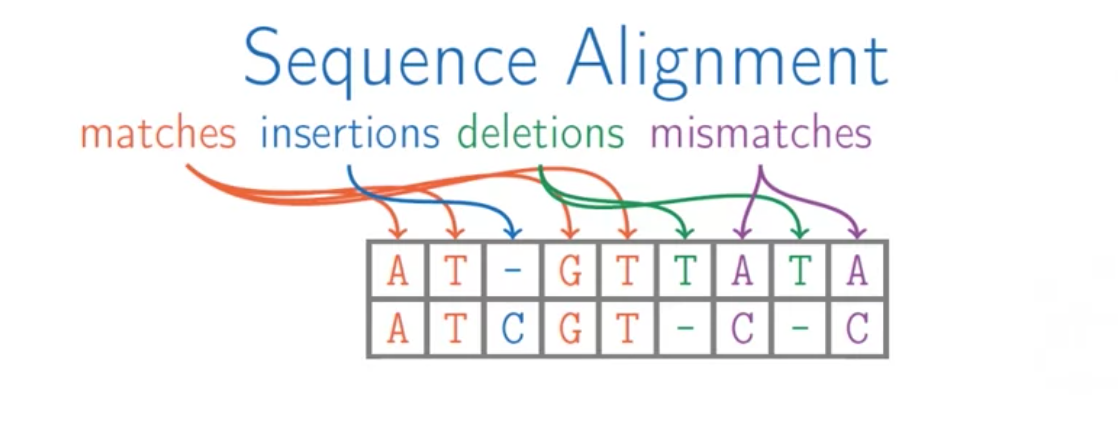 Sequence Alignment
matches insertions deletions mismatches
A T - G T T A T A
A T C G T - C - C